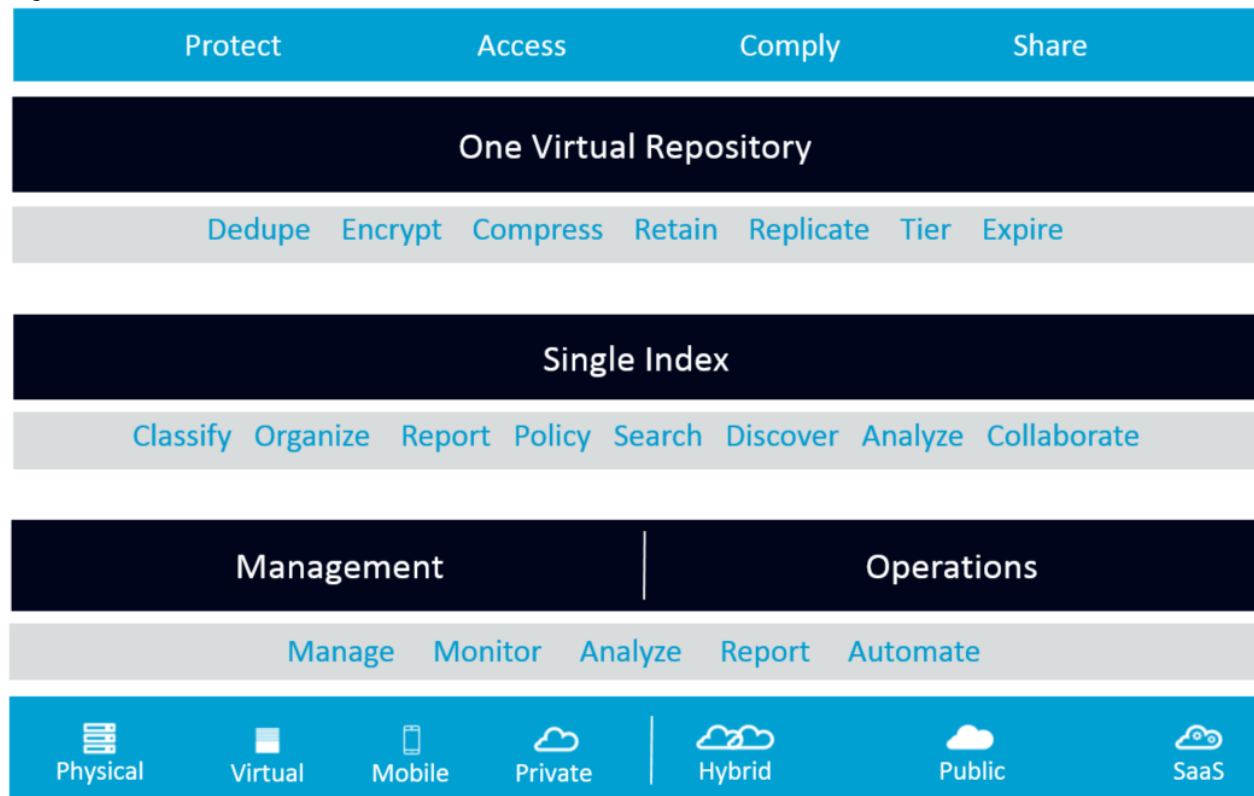 Protect Access Comply Share
One Virtual Repository
Dedupe Encrypt Compress Retain Replicate Tier Expire
Single Index
Classify Organize Report Policy Search Discover Analyze Collaborate
Management Operations
Manage Monitor Analyze Report Automate
Physical Virtual Mobile Private Hybrid Public SaaS